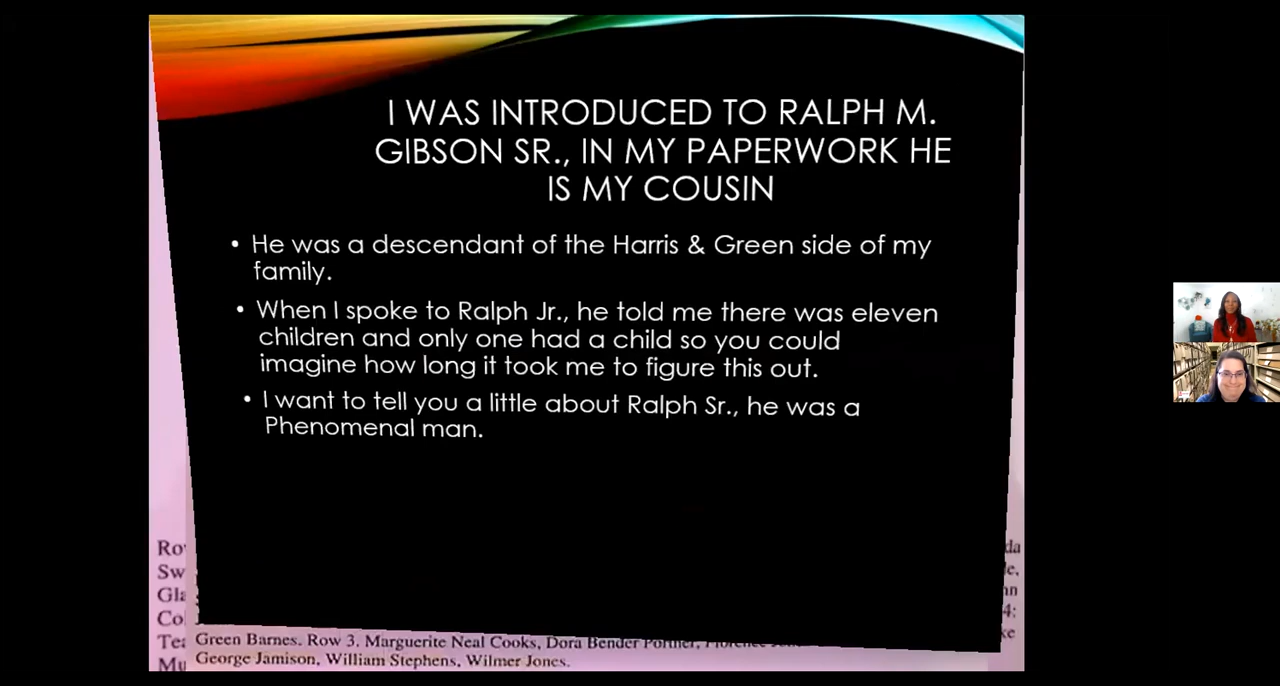 I WAS INTRODUCED TO RALPH M.
GIBSON SR., IN MY PAPERWORK HE
IS MY COUSIN
• He was a descendant of the Harris & Green side of my
family.
• When I spoke to Ralph Jr., he told me there was eleven
children and only one had a child so you could
imagine how long it took me to figure this out.
• I want to tell you a little about Ralph Sr., he was a
Phenomenal man.
Green Barnes. Row 3. Marguerite Neal Cooks, Dora Bender
George Jamison, William Stephens, Wilmer Jones.